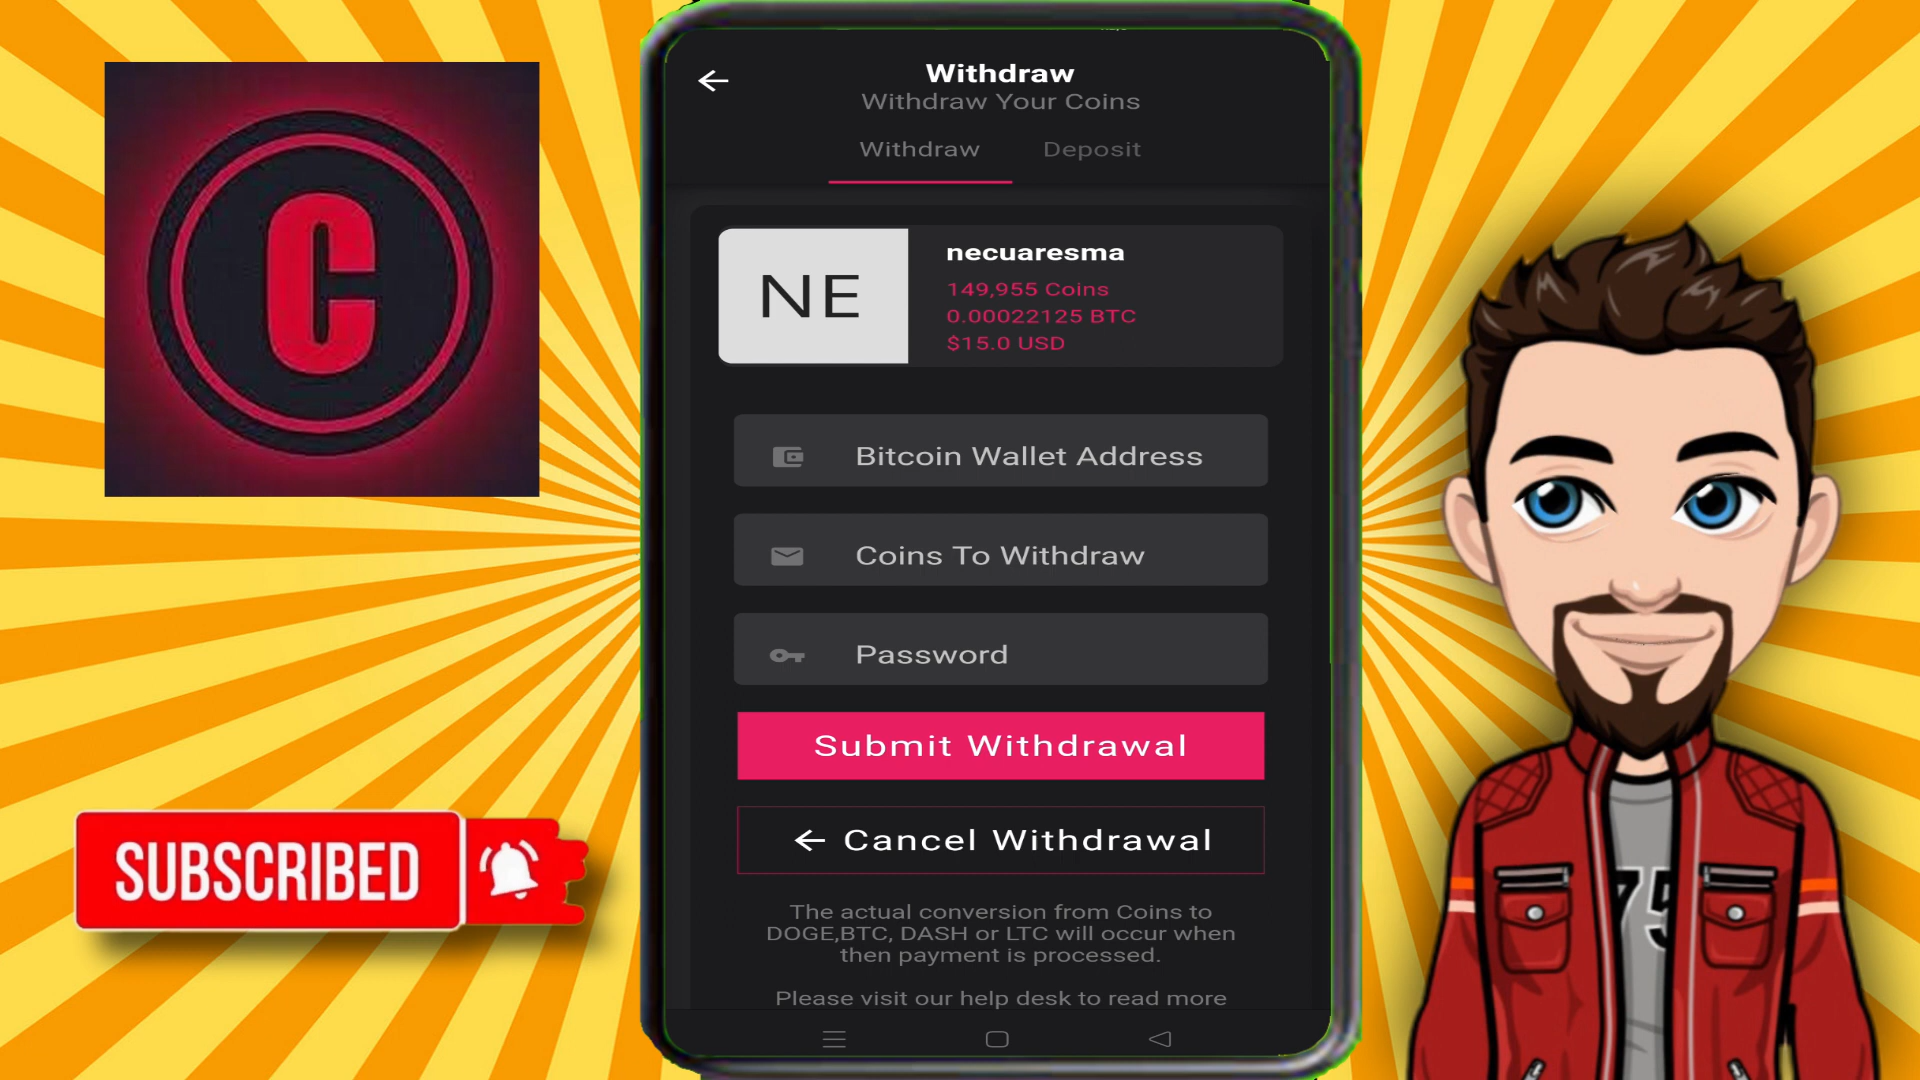 C
Withdraw
Withdraw Your Coins
Withdraw Deposit
NE
necuaresma
149,955 Coins
0.00022125 BTC
$15.0 USD
Bitcoin Wallet Address
Coins To Withdraw
Password
Submit Withdrawal
← Cancel Withdrawal
The actual conversion from Coins to
DOGE,BTC, DASH or LTC will occur when
then payment is processed.
Please visit our help desk to read more
SUBSCRIBED
75